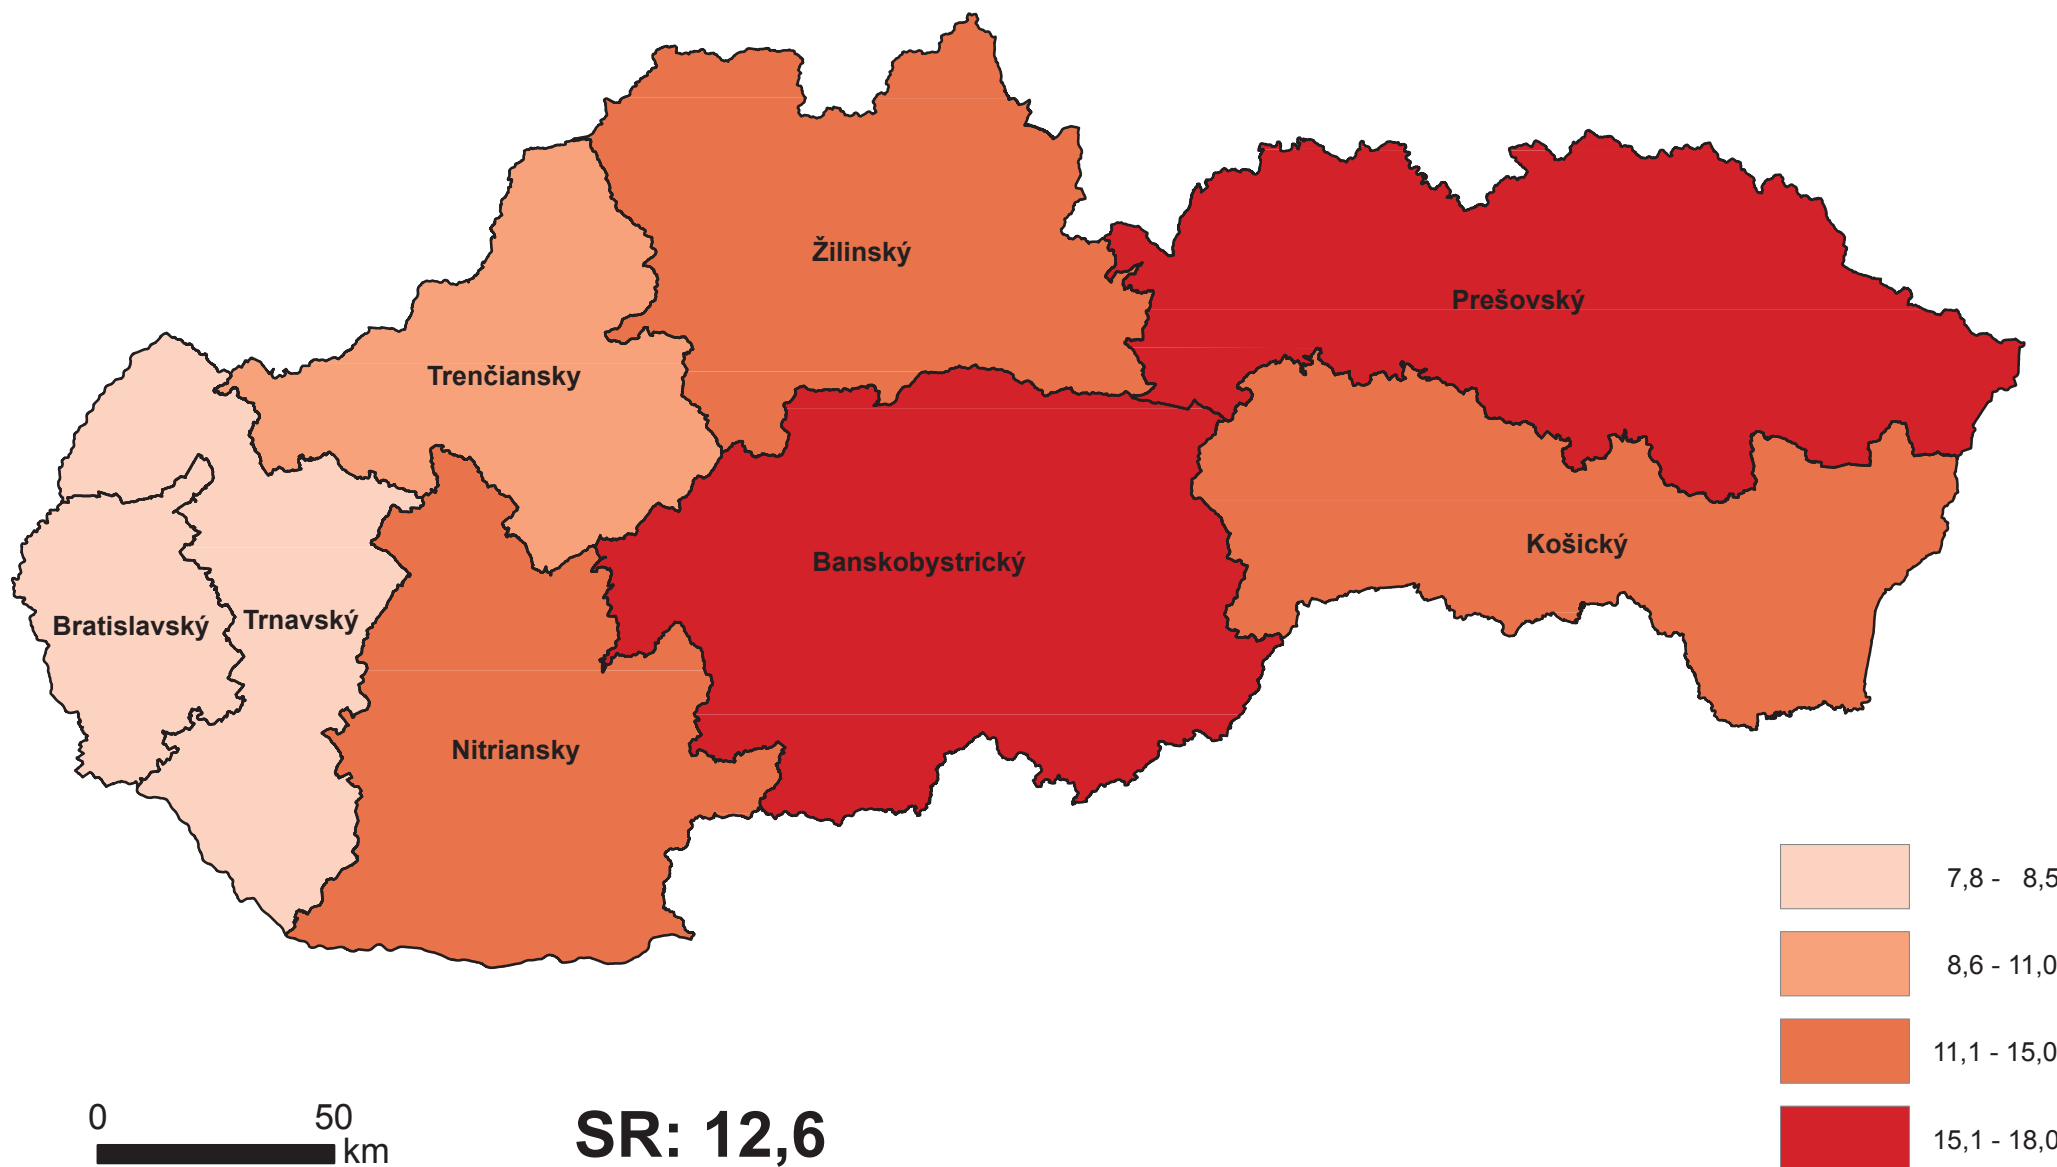 Žilinský
Prešovský
Trenčiansky
Košický
Banskobystrický
Bratislavský
Trnavský
Nitriansky
7,8 - 8,5
8,6 - 11,0
11,1 - 15,0
15,1 - 18,0
0 50
km
SR: 12,6